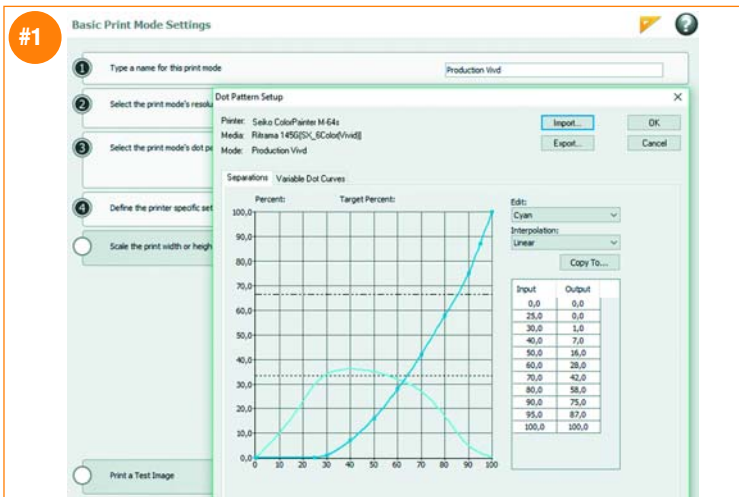 #1
Basic Print Mode Settings
?
1 Type a name for this print mode
Production Vivd
2 Select the print mode's resolu
3 Select the print mode's dot pa
4 Define the printer specific set
Scale the print width or heigh
Print a Test Image
Dot Pattern Setup
Printer: Seiko ColorPainter M-64s
Media: Ritrama 145G[SX_6Color(Vivid)]
Mode: Production Vivd
Import...
OK
Export...
Cancel
Separations Variable Dot Curves
Percent: Target Percent:
100,0
90,0
80,0
70,0
60,0
50,0
40,0
30,0
20,0
10,0
0,0
0 10 20 30 40 50 60 70 80 90 100
Edit:
Cyan
Interpolation:
Linear
Copy To....
Input Output
0,0 0,0
25,0 0,0
30,0 1,0
40,0 7,0
50,0 16,0
60,0 28,0
70,0 42,0
80,0 58,0
90,0 75,0
95,0 87,0
100,0 100,0